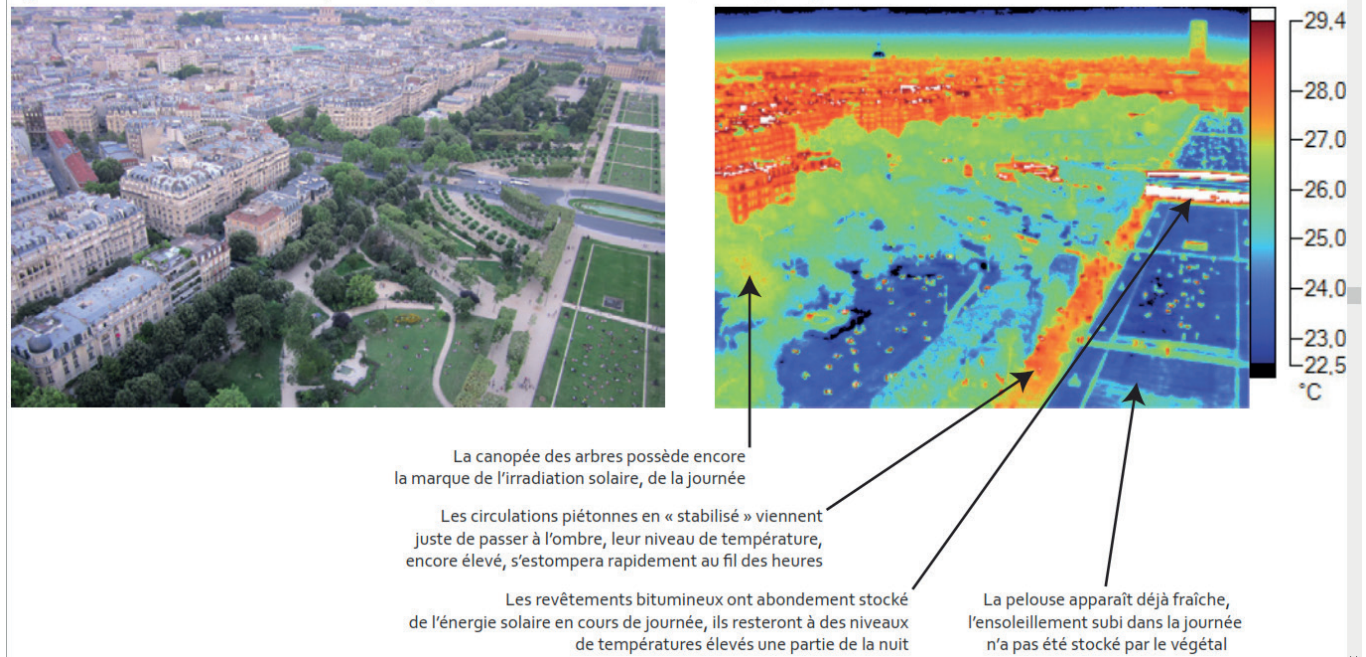 29,4
28,0
27,0
26,0
25,0
24,0
23,0
22,5
°C
La canopée des arbres possède encore
la marque de l'irradiation solaire, de la journée
Les circulations piétonnes en « stabilisé » viennent
juste de passer à l'ombre, leur niveau de température,
encore élevé, s'estompera rapidement au fil des heures
Les revêtements bitumineux ont abondement stocké
de l'énergie solaire en cours de journée, ils resteront à des niveaux
de températures élevés une partie de la nuit
La pelouse apparaît déjà fraîche,
l'ensoleillement subi dans la journée
n'a pas été stocké par le végétal